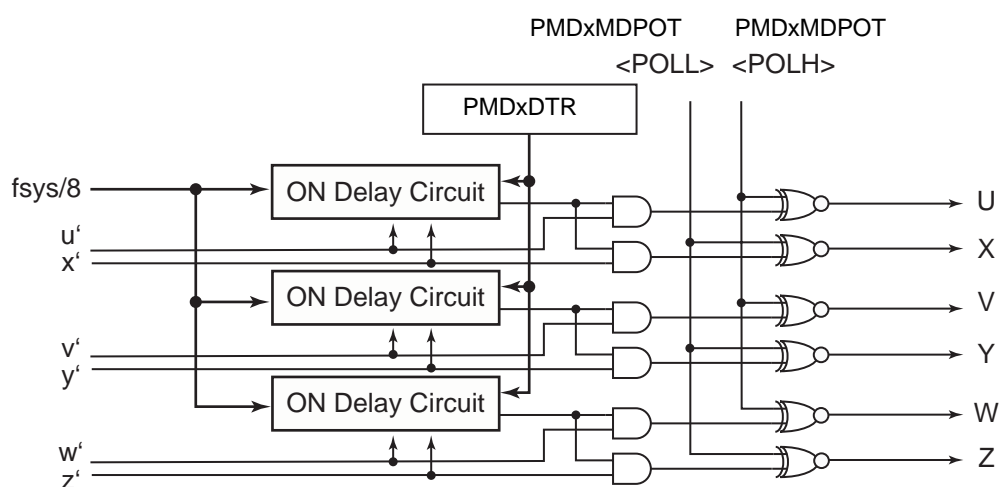 PMDxMDPOT PMDxMDPOT
<POLL> <POLH>
PMDxDTR
fsys/8
ON Delay Circuit
U
u‘
x‘
X
ON Delay Circuit
V
v‘
y‘
Y
ON Delay Circuit
W
w‘
z‘
Z